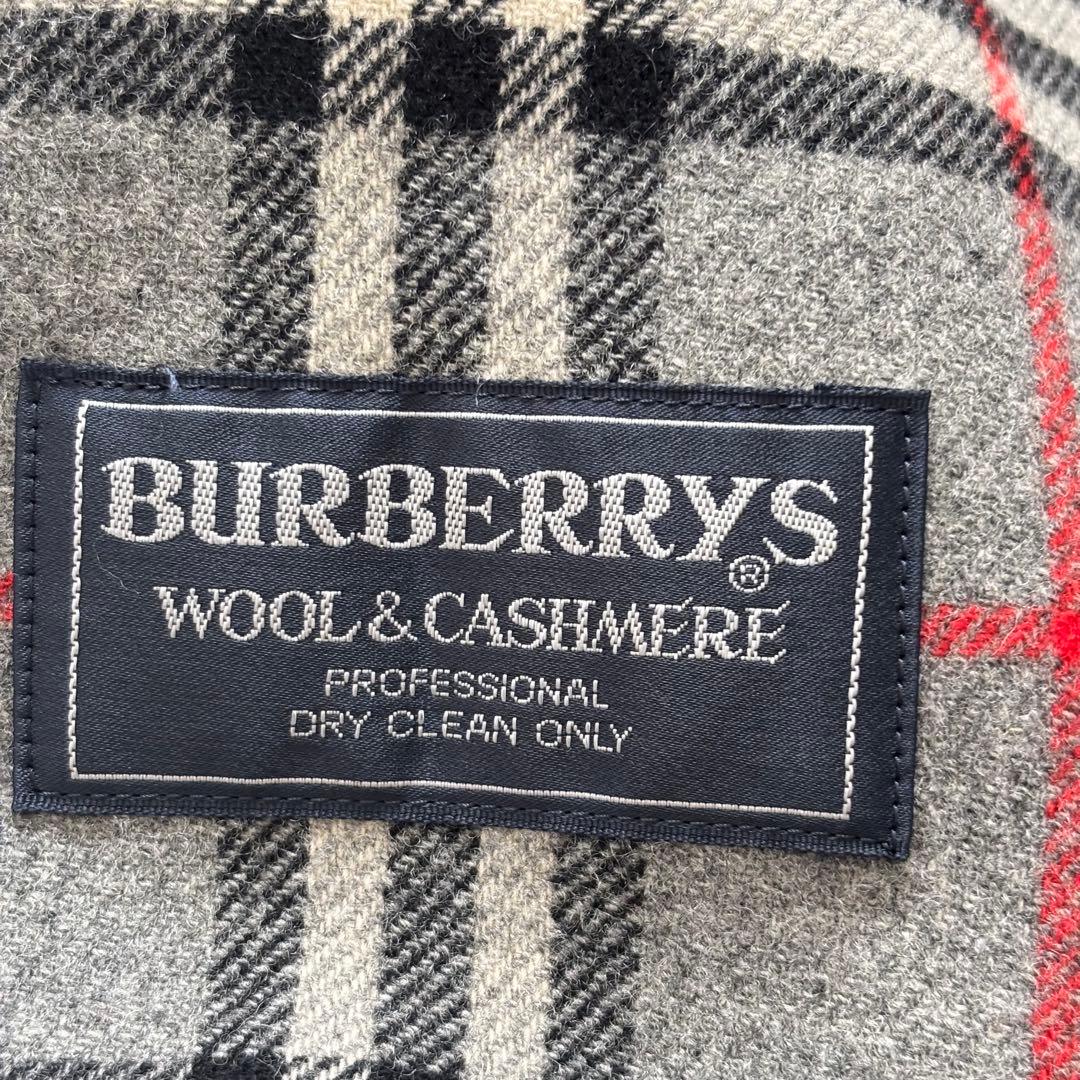 BURBERRYS®
WOOL & CASHMERE
PROFESSIONAL
DRY CLEAN ONLY